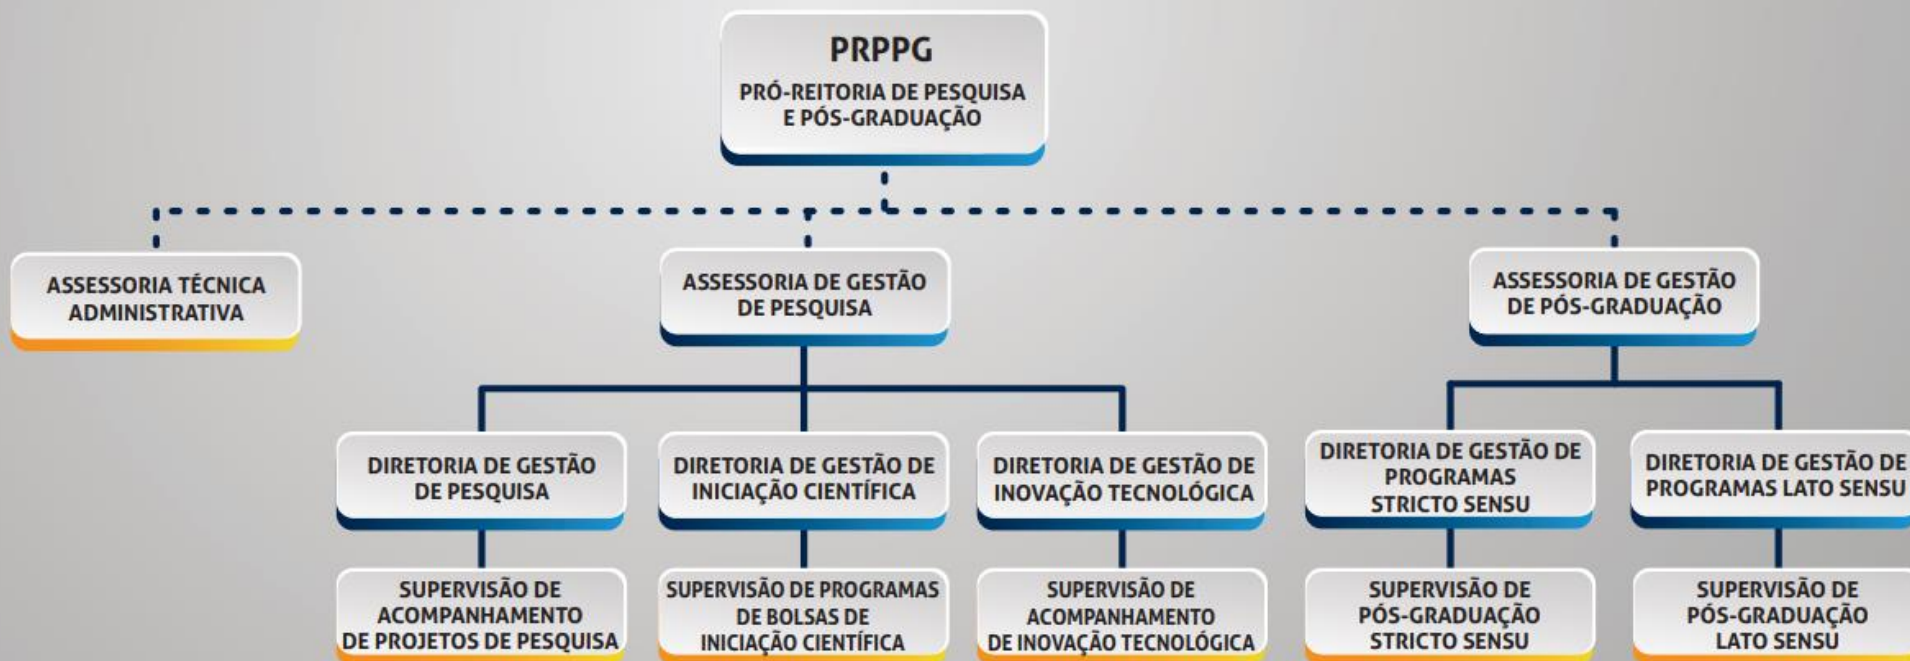 PRPPG
PRÓ-REITORIA DE PESQUISA
E PÓS-GRADUAÇÃO
ASSESSORIA TÉCNICA
ADMINISTRATIVA
ASSESSORIA DE GESTÃO
DE PESQUISA
ASSESSORIA DE GESTÃO
DE PÓS-GRADUAÇÃO
DIRETORIA DE GESTÃO
DE PESQUISA
DIRETORIA DE GESTÃO DE
INICIAÇÃO CIENTÍFICA
DIRETORIA DE GESTÃO DE
INOVAÇÃO TECNOLÓGICA
DIRETORIA DE GESTÃO DE
PROGRAMAS
STRICTO SENSU
DIRETORIA DE GESTÃO DE
PROGRAMAS LATO SENSU
SUPERVISÃO DE
ACOMPANHAMENTO
DE PROJETOS DE PESQUISA
SUPERVISÃO DE PROGRAMAS
DE BOLSAS DE
INICIAÇÃO CIENTÍFICA
SUPERVISÃO DE
ACOMPANHAMENTO
DE INOVAÇÃO TECNOLÓGICA
SUPERVISÃO DE
PÓS-GRADUAÇÃO
STRICTO SENSU
SUPERVISÃO DE
PÓS-GRADUAÇÃO
LATO SENSU